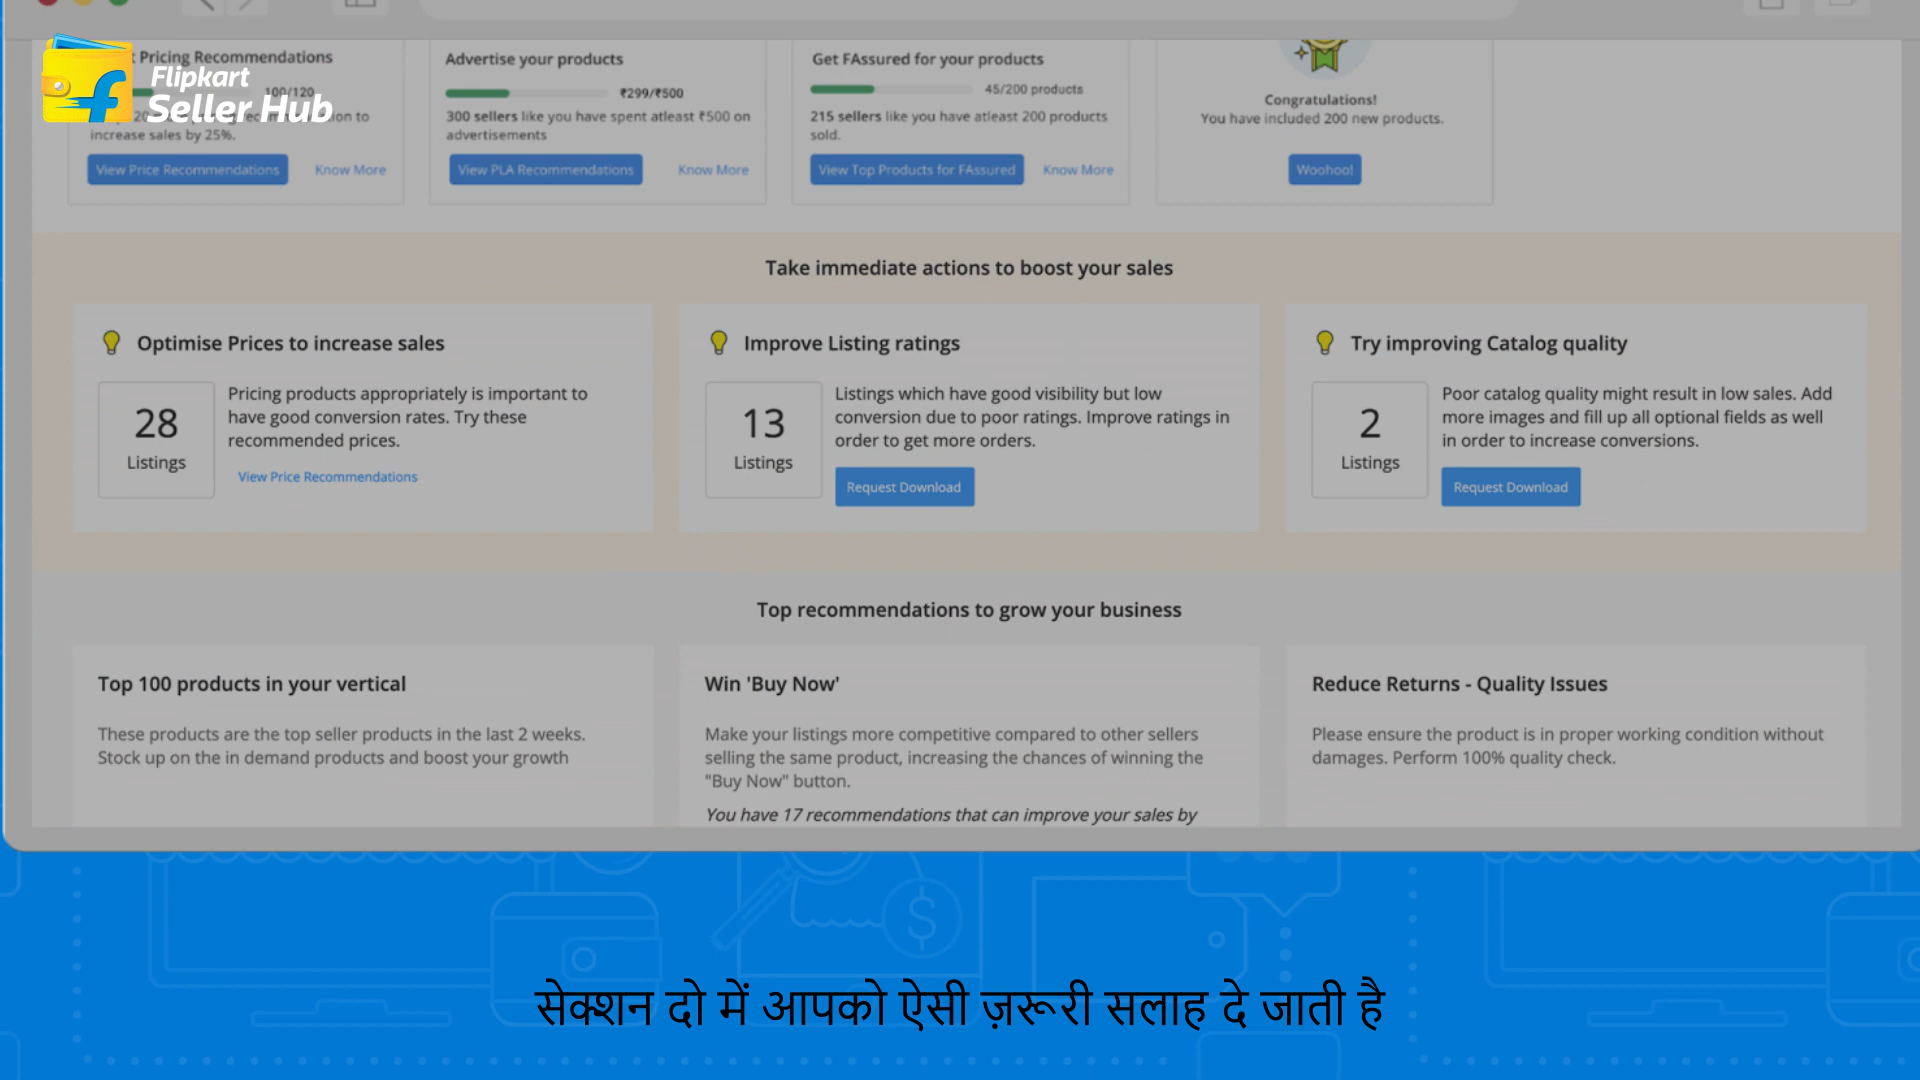 Pricing Recommendations
100/120
on to
increase sales by 25%.
View Price Recommendations
Know More
Advertise your products
₹299/₹500
300 sellers like you have spent atleast ₹500 on
advertisements
View PLA Recommendations
Know More
Get FAssured for your products
45/200 products
215 sellers like you have atleast 200 products
sold.
View Top Products for FAssured
Know More
Congratulations!
You have included 200 new products.
Woohoo!
Flipkart
Seller Hub
Take immediate actions to boost your sales
Optimise Prices to increase sales
28
Listings
Pricing products appropriately is important to
have good conversion rates. Try these
recommended prices.
View Price Recommendations
Improve Listing ratings
13
Listings
Listings which have good visibility but low
conversion due to poor ratings. Improve ratings in
order to get more orders.
Request Download
Try improving Catalog quality
2
Listings
Poor catalog quality might result in low sales. Add
more images and fill up all optional fields as well
in order to increase conversions.
Request Download
Top recommendations to grow your business
Top 100 products in your vertical
These products are the top seller products in the last 2 weeks.
Stock up on the in demand products and boost your growth
Win 'Buy Now'
Make your listings more competitive compared to other sellers
selling the same product, increasing the chances of winning the
"Buy Now" button.
You have 17 recommendations that can improve your sales by
Reduce Returns - Quality Issues
Please ensure the product is in proper working condition without
damages. Perform 100% quality check.
सेक्शन दो में आपको ऐसी ज़रूरी सलाह दे जाती है